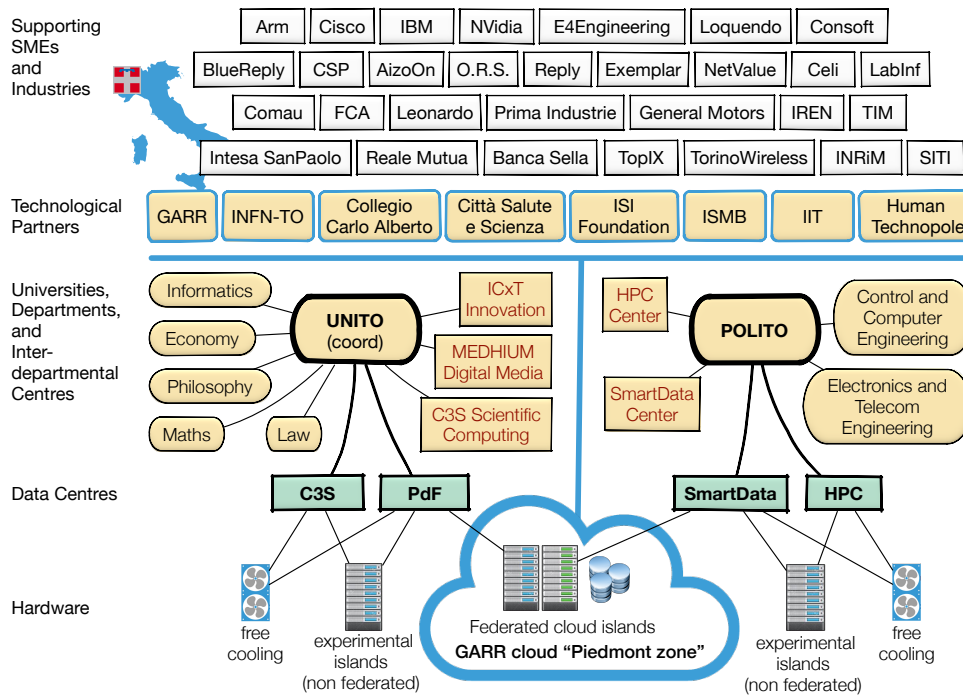 Supporting
SMEs
and
Industries
Arm
Cisco
IBM
NVidia
E4Engineering
Loquendo
Consoft
BlueReply
CSP
AizoOn
O.R.S.
Reply
Exemplar
NetValue
Celi
LabInf
Comau
FCA
Leonardo
Prima Industrie
General Motors
IREN
TIM
Intesa SanPaolo
Reale Mutua
Banca Sella
TopIX
TorinoWireless
INRiM
SITI
Technological
Partners
GARR
INFN-TO
Collegio
Carlo Alberto
Città Salute
e Scienza
ISI
Foundation
ISMB
IIT
Human
Technopole
Universities,
Departments,
and
Inter-
departmental
Centres
Informatics
Economy
Philosophy
Maths
Law
UNITO
(coord)
ICxT
Innovation
MEDHIUM
Digital Media
C3S Scientific
Computing
HPC
Center
SmartData
Center
POLITO
Control and
Computer
Engineering
Electronics and
Telecom
Engineering
Data Centres
C3S
PdF
SmartData
HPC
Hardware
free
cooling
experimental
islands
(non federated)
Federated cloud islands
GARR cloud “Piedmont zone”
experimental
islands
(non federated)
free
cooling